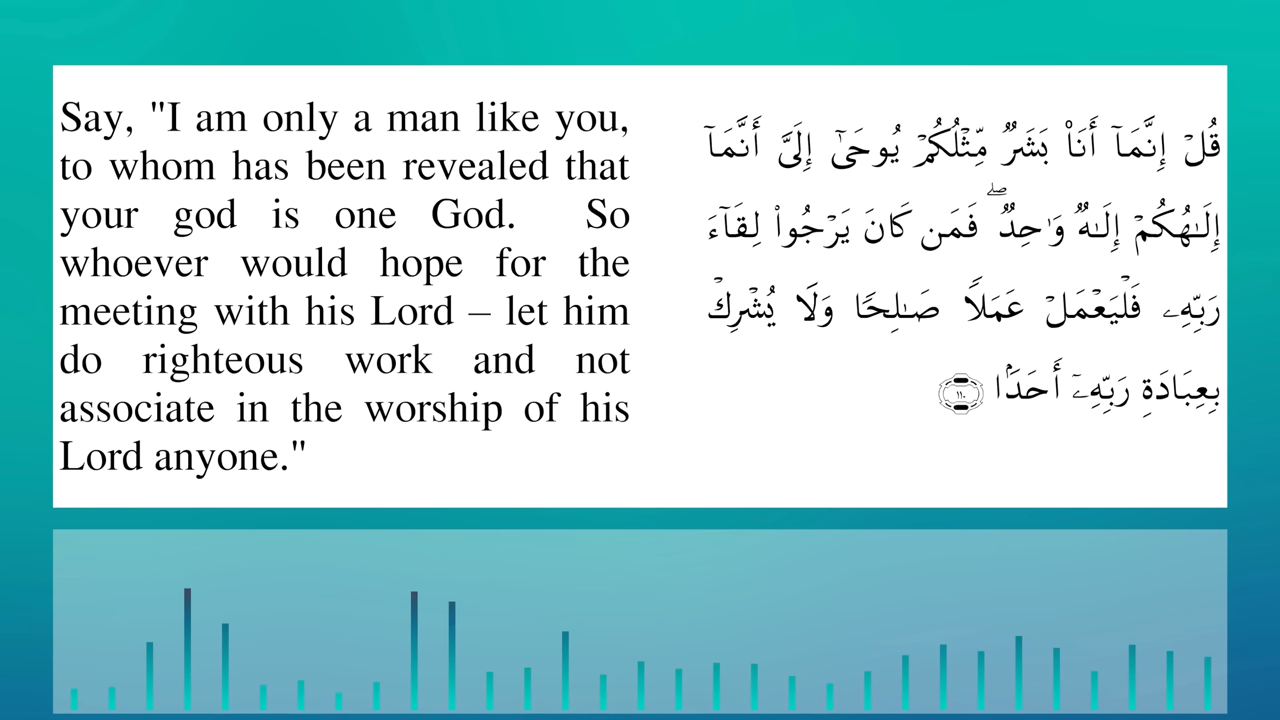 Say, "I am only a man like you,
to whom has been revealed that
your god is one God.  So
whoever would hope for the
meeting with his Lord – let him
do righteous work and not
associate in the worship of his
Lord anyone."
قُلۡ إِنَّمَآ أَنَا۠ بَشَرٞ مِّثۡلُكُمۡ يُوحَىٰٓ إِلَيَّ أَنَّمَآ
إِلَٰهُكُمۡ إِلَٰهٞ وَٰحِدٞۖ فَمَن كَانَ يَرۡجُواْ لِقَآءَ
رَبِّهِۦ فَلۡيَعۡمَلۡ عَمَلٗا صَٰلِحٗا وَلَا يُشۡرِكۡ
بِعِبَادَةِ رَبِّهِۦٓ أَحَدَۢا ١١٠